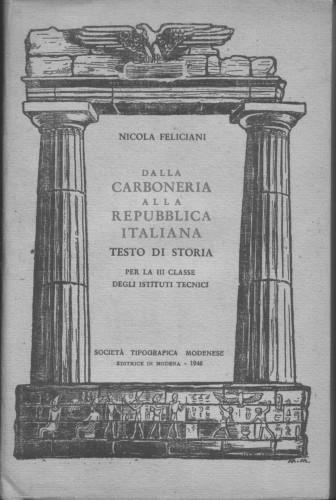 NICOLA FELICIANI
DALLA
CARBONERIA
ALLA
REPUBBLICA
ITALIANA
TESTO DI STORIA
PER LA III CLASSE
DEGLI ISTITUTI TECNICI
SOCIETÀ TIPOGRAFICA MODENESE
EDITRICE IN MODENA - 1948